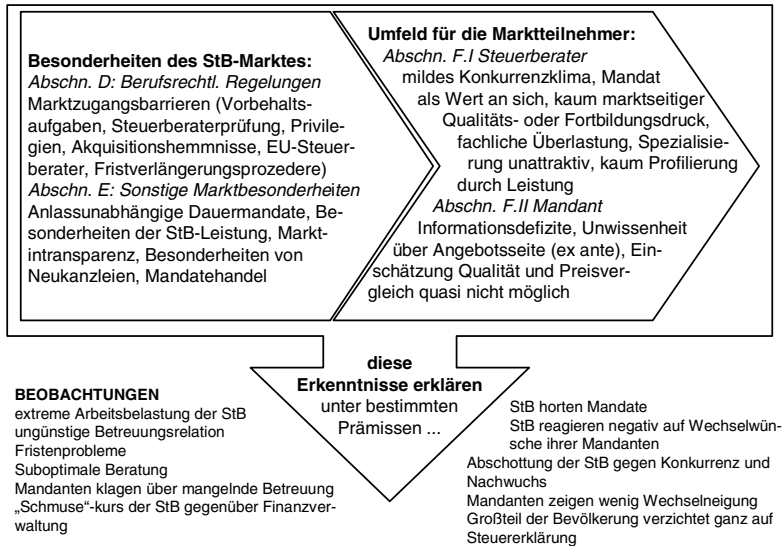 Besonderheiten des StB-Marktes:
Abschn. D: Berufsrechtl. Regelungen
Marktzugangsbarrieren (Vorbehalts-
aufgaben, Steuerberaterprüfung, Privile-
gien, Akquisitionshemmnisse, EU-Steuer-
berater, Fristverlängerungsprozedere)
Abschn. E: Sonstige Marktbesonderheiten
Anlassunabhängige Dauermandate, Be-
sonderheiten der StB-Leistung, Markt-
intransparenz, Besonderheiten von
Neukanzleien, Mandatehandel
Umfeld für die Marktteilnehmer:
Abschn. F.I Steuerberater
mildes Konkurrenzklima, Mandat
als Wert an sich, kaum marktseitiger
Qualitäts- oder Fortbildungsdruck,
fachliche Überlastung, Spezialisie-
rung unattraktiv, kaum Profilierung
durch Leistung
Abschn. F.II Mandant
Informationsdefizite, Unwissenheit
über Angebotsseite (ex ante), Ein-
schätzung Qualität und Preisver-
gleich quasi nicht möglich
diese
Erkenntnisse erklären
unter bestimmten
Prämissen ...
BEOBACHTUNGEN
extreme Arbeitsbelastung der StB
ungünstige Betreuungsrelation
Fristenprobleme
Suboptimale Beratung
Mandanten klagen über mangelnde Betreuung
„Schmuse“-kurs der StB gegenüber Finanzver-
waltung
StB horten Mandate
StB reagieren negativ auf Wechselwün-
sche ihrer Mandanten
Abschottung der StB gegen Konkurrenz und
Nachwuchs
Mandanten zeigen wenig Wechselneigung
Großteil der Bevölkerung verzichtet ganz auf
Steuererklärung